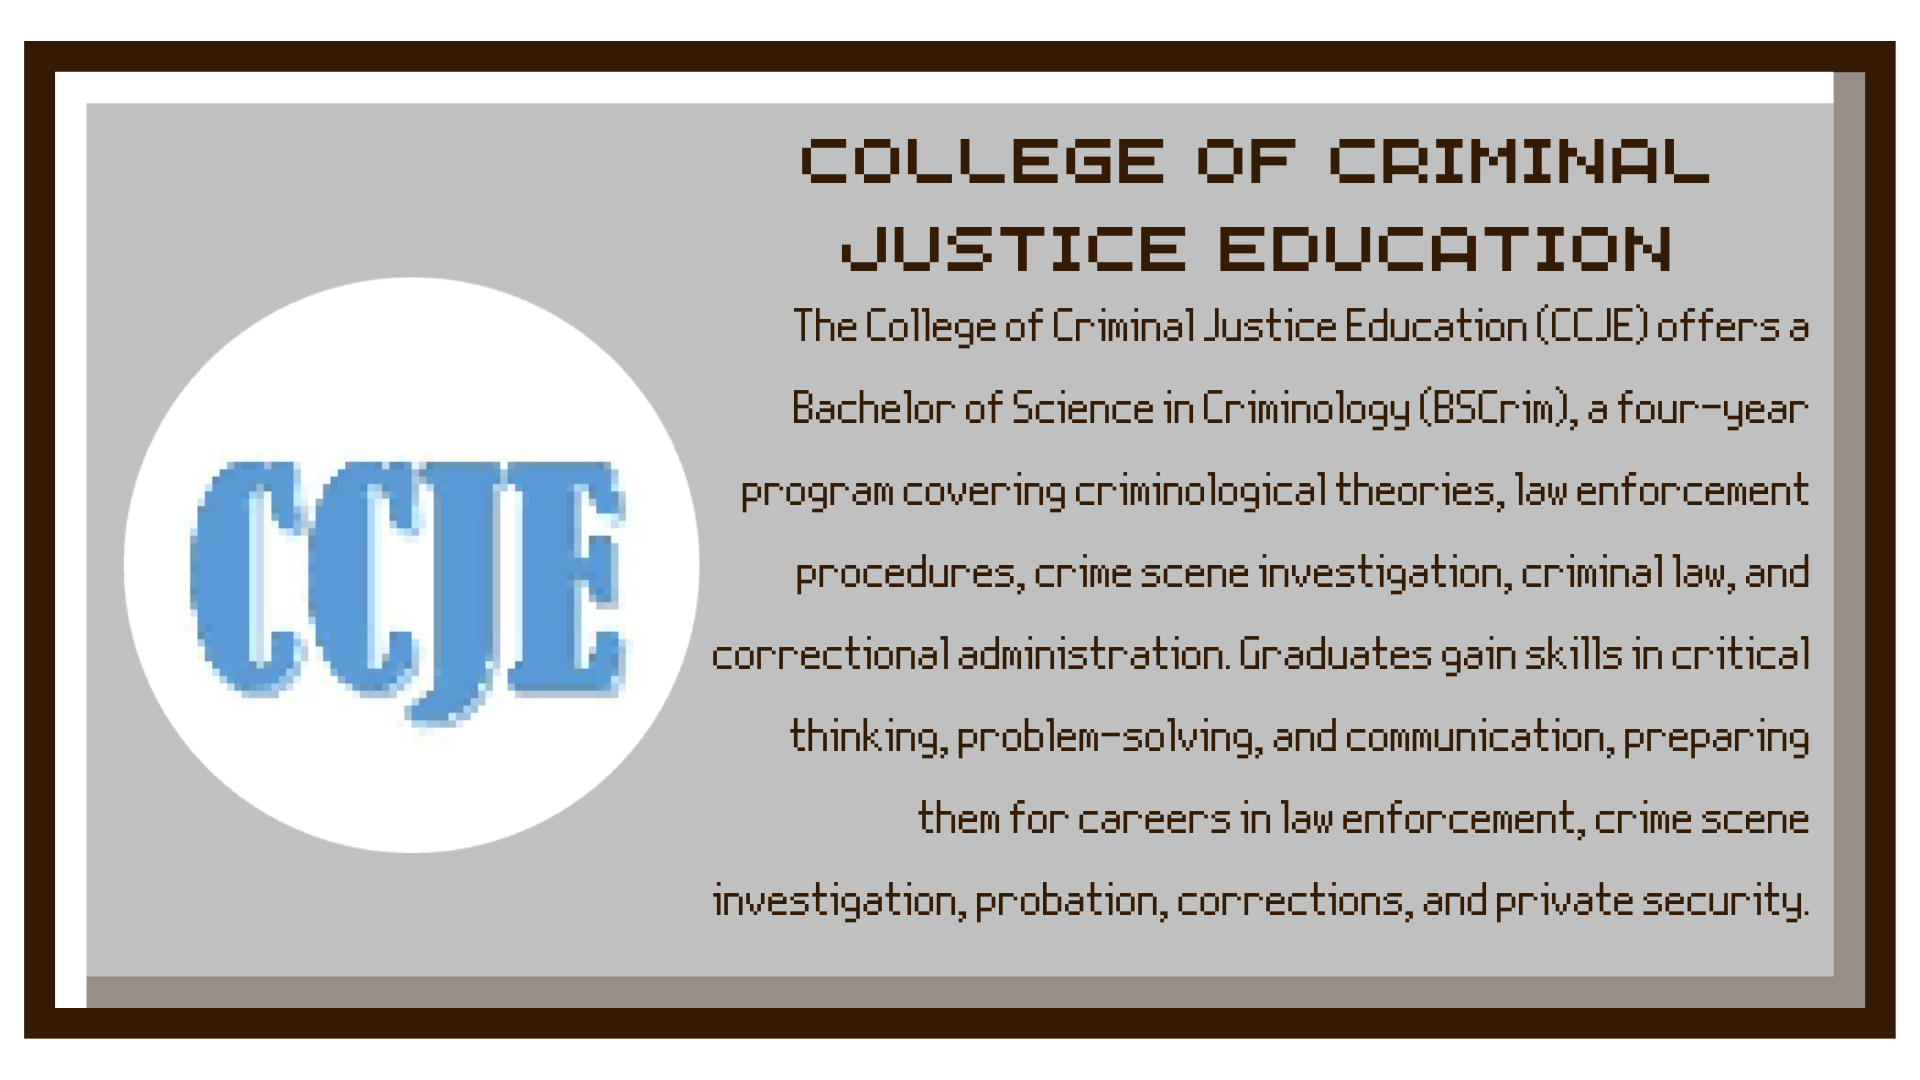 COLLEGE OF CRIMINAL
JUSTICE EDUCATION
CCJE
The College of Criminal Justice Education (CCJE) offers a
Bachelor of Science in Criminology (BSCrim), a four-year
program covering criminological theories, law enforcement
procedures, crime scene investigation, criminal law, and
correctional administration. Graduates gain skills in critical
thinking, problem-solving, and communication, preparing
them for careers in law enforcement, crime scene
investigation, probation, corrections, and private security.